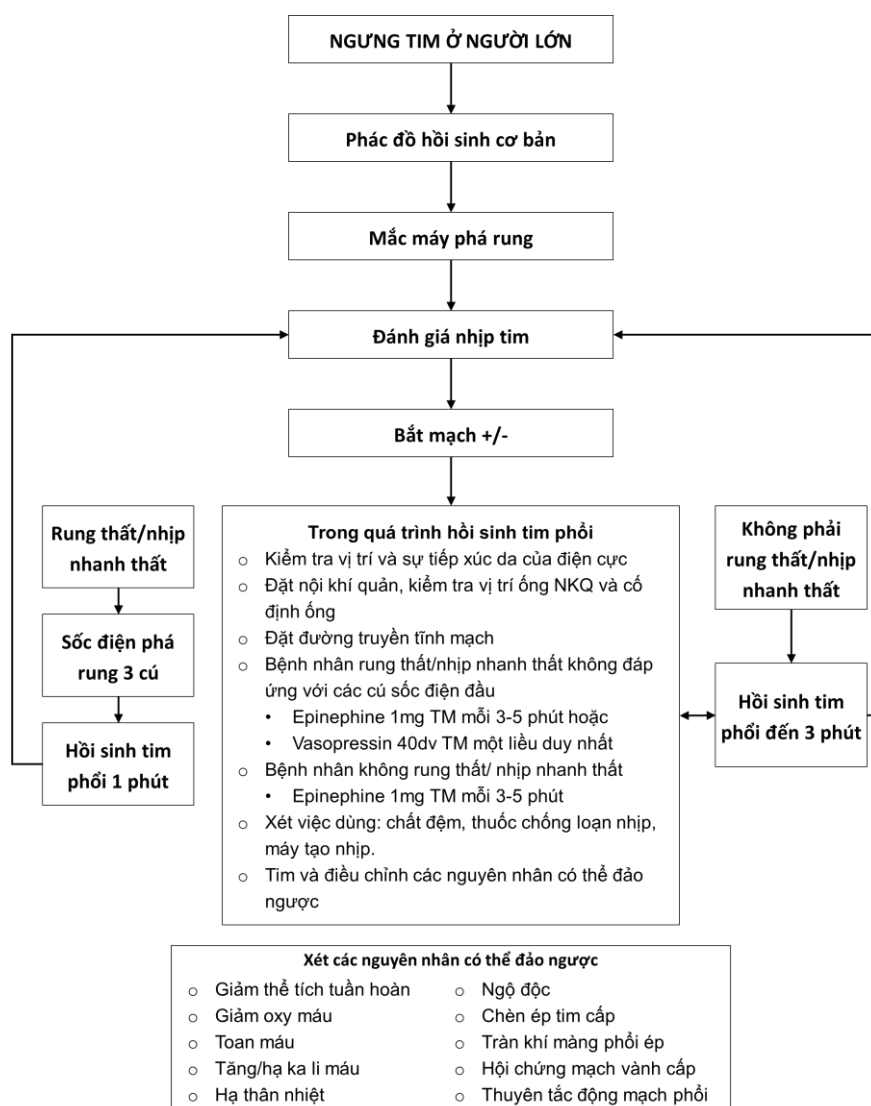 NGƯNG TIM Ở NGƯỜI LỚN
Phác đồ hồi sinh cơ bản
Mắc máy phá rung
Đánh giá nhịp tim
Bắt mạch +/-
Rung thất/nhịp
nhanh thất
Sốc điện phá
rung 3 cú
Hồi sinh tim
phổi 1 phút
Trong quá trình hồi sinh tim phổi
○ Kiểm tra vị trí và sự tiếp xúc da của điện cực
○ Đặt nội khí quản, kiểm tra vị trí ống NKQ và cố
định ống
○ Đặt đường truyền tĩnh mạch
○ Bệnh nhân rung thất/nhịp nhanh thất không đáp
ứng với các cú sốc điện đầu
• Epinephine 1mg TM mỗi 3-5 phút hoặc
• Vasopressin 40dv TM một liều duy nhất
○ Bệnh nhân không rung thất/ nhịp nhanh thất
• Epinephine 1mg TM mỗi 3-5 phút
○ Xét việc dùng: chất đệm, thuốc chống loạn nhịp,
máy tạo nhịp.
○ Tim và điều chỉnh các nguyên nhân có thể đảo
ngược
Không phải
rung thất/nhịp
nhanh thất
Hồi sinh tim
phổi đến 3 phút
Xét các nguyên nhân có thể đảo ngược
○ Giảm thể tích tuần hoàn
○ Giảm oxy máu
○ Toan máu
○ Tăng/hạ ka li máu
○ Hạ thân nhiệt
○ Ngộ độc
○ Chèn ép tim cấp
○ Tràn khí màng phổi ép
○ Hội chứng mạch vành cấp
○ Thuyên tắc động mạch phổi